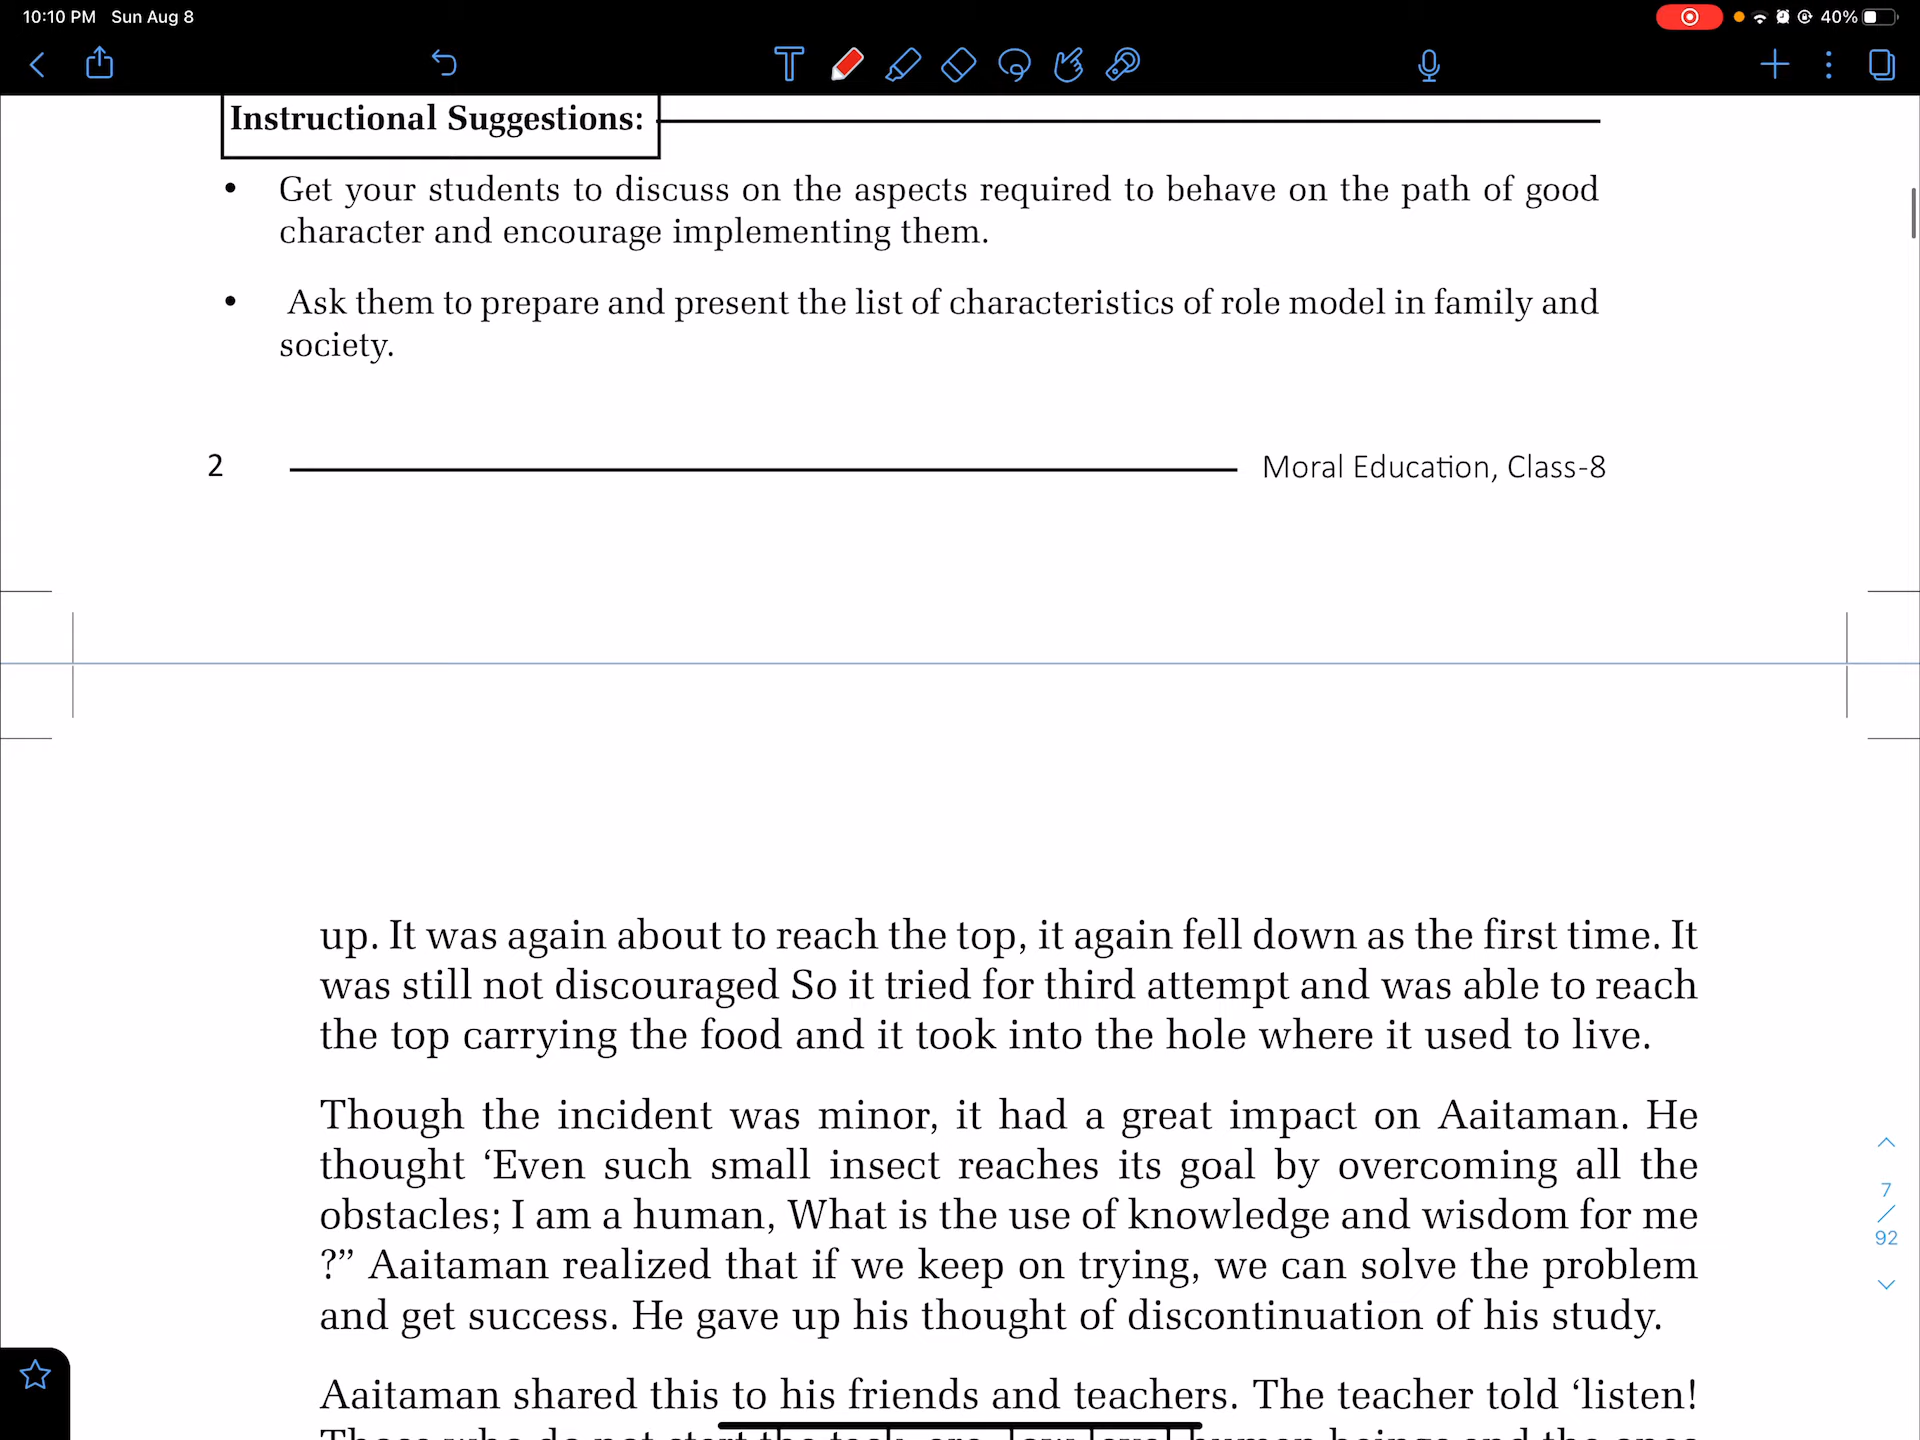 10:10 PM Sun Aug 8
40%
Instructional Suggestions:
• Get your students to discuss on the aspects required to behave on the path of good
character and encourage implementing them.
• Ask them to prepare and present the list of characteristics of role model in family and
society.
2 Moral Education, Class-8
up. It was again about to reach the top, it again fell down as the first time. It
was still not discouraged So it tried for third attempt and was able to reach
the top carrying the food and it took into the hole where it used to live.
Though the incident was minor, it had a great impact on Aaitaman. He
thought ‘Even such small insect reaches its goal by overcoming all the
obstacles; I am a human, What is the use of knowledge and wisdom for me
?” Aaitaman realized that if we keep on trying, we can solve the problem
and get success. He gave up his thought of discontinuation of his study.
Aaitaman shared this to his friends and teachers. The teacher told ‘listen!
7
/
92